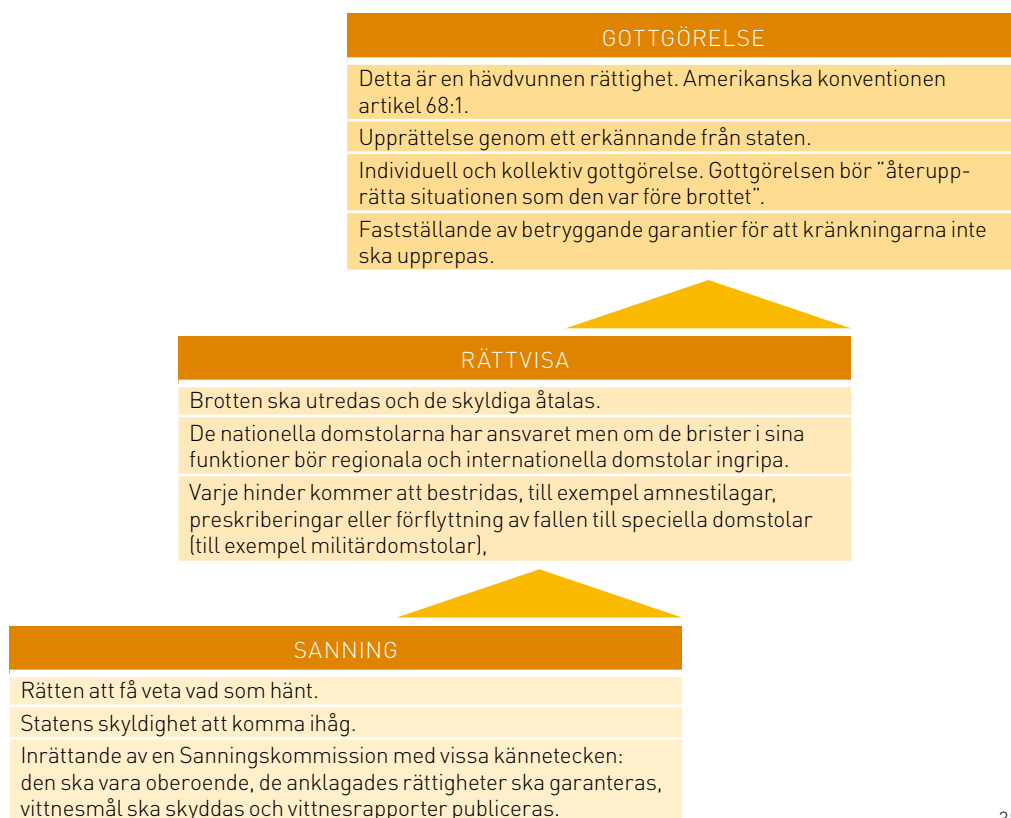 GOTTGÖRELSE
Detta är en hävdvunnen rättighet. Amerikanska konventionen
artikel 68:1.
Upprättelse genom ett erkännande från staten.
Individuell och kollektiv gottgörelse. Gottgörelsen bör ”återupp-
rätta situationen som den var före brottet”.
Fastställande av betryggande garantier för att kränkningarna inte
ska upprepas.
RÄTTVISA
Brotten ska utredas och de skyldiga åtalas.
De nationella domstolarna har ansvaret men om de brister i sina
funktioner bör regionala och internationella domstolar ingripa.
Varje hinder kommer att bestridas, till exempel amnestilagar,
preskriberingar eller förflyttning av fallen till speciella domstolar
(till exempel militärdomstolar),
SANNING
Rätten att få veta vad som hänt.
Statens skyldighet att komma ihåg.
Inrättande av en Sanningskommission med vissa kännetecken:
den ska vara oberoende, de anklagades rättigheter ska garanteras,
vittnesmål ska skyddas och vittnesrapporter publiceras.